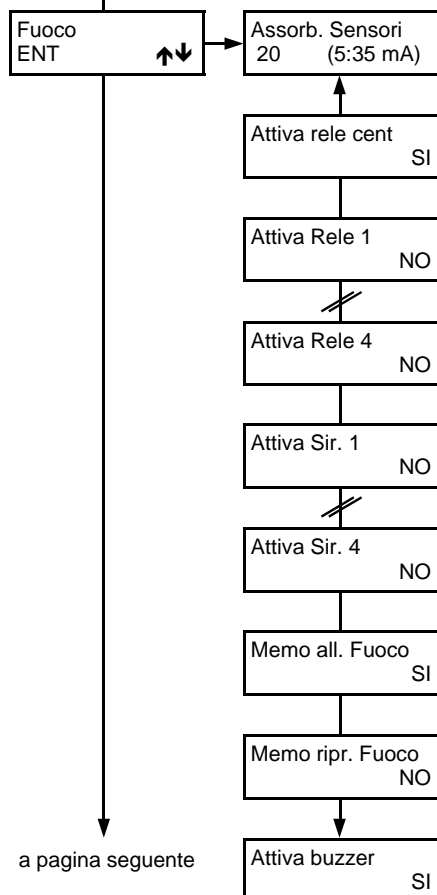 Fuoco
ENT ↑↓
Assorb. Sensori
20 (5:35 mA)
Attiva rele cent
SI
Attiva Rele 1
NO
Attiva Rele 4
NO
Attiva Sir. 1
NO
Attiva Sir. 4
NO
Memo all. Fuoco
SI
Memo ripr. Fuoco
NO
a pagina seguente
Attiva buzzer
SI